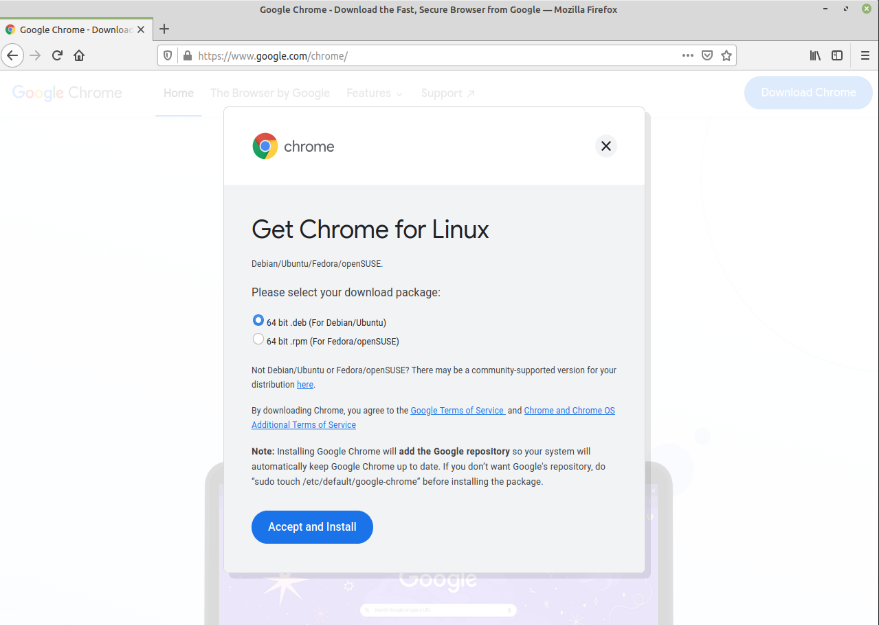 Google Chrome - Download the Fast, Secure Browser from Google — Mozilla Firefox
Google Chrome - Download
https://www.google.com/chrome/
Google Chrome Home The Browser by Google Features Support Download Chrome
chrome
Get Chrome for Linux
Debian/Ubuntu/Fedora/openSUSE.
Please select your download package:
64 bit .deb (For Debian/Ubuntu)
64 bit .rpm (For Fedora/openSUSE)
Not Debian/Ubuntu or Fedora/openSUSE? There may be a community-supported version for your
distribution here.
By downloading Chrome, you agree to the Google Terms of Service and Chrome and Chrome OS
Additional Terms of Service
Note: Installing Google Chrome will add the Google repository so your system will
automatically keep Google Chrome up to date. If you don't want Google's repository, do
“sudo touch /etc/default/google-chrome” before installing the package.
Accept and Install
Google